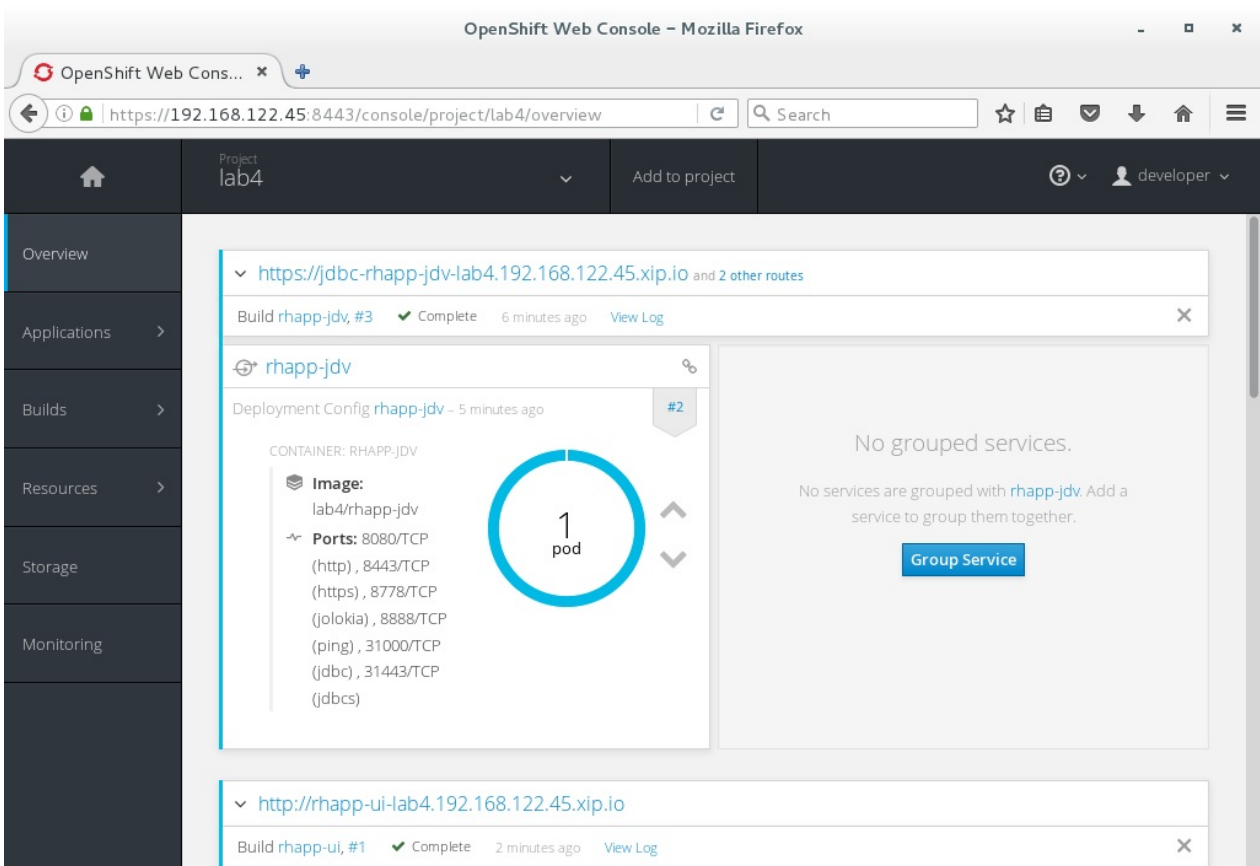 OpenShift Web Console - Mozilla Firefox
OpenShift Web Cons...
https://192.168.122.45:8443/console/project/lab4/overview
Search
Project
lab4
Add to project
developer
Overview
Applications
Builds
Resources
Storage
Monitoring
https://jdbc-rhapp-jdv-lab4.192.168.122.45.xip.io and 2 other routes
Build rhapp-jdv, #3 Complete 6 minutes ago View Log
rhapp-jdv
Deployment Config rhapp-jdv – 5 minutes ago
#2
CONTAINER: RHAPP-JDV
Image:
lab4/rhapp-jdv
Ports: 8080/TCP
(http) , 8443/TCP
(https) , 8778/TCP
(jolokia) , 8888/TCP
(ping) , 31000/TCP
(jdbc) , 31443/TCP
(jdbcs)
1
pod
No grouped services.
No services are grouped with rhapp-jdv. Add a
service to group them together.
Group Service
http://rhapp-ui-lab4.192.168.122.45.xip.io
Build rhapp-ui, #1 Complete 2 minutes ago View Log